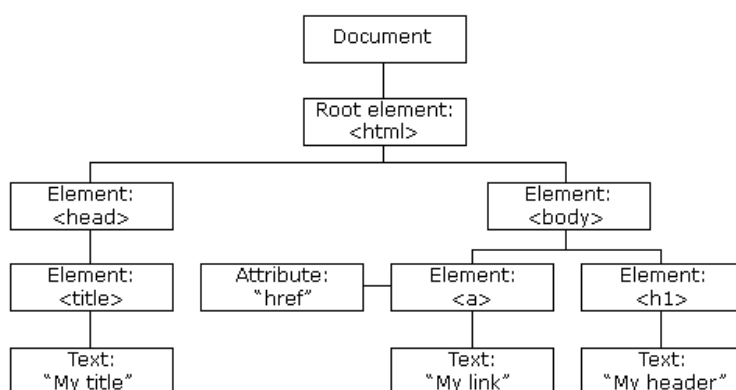 Document
Root element:
<html>
Element:
<head>
Element:
<body>
Element:
<title>
Attribute:
“href”
Element:
<a>
Element:
<h1>
Text:
“My title”
Text:
“My link”
Text:
“My header”